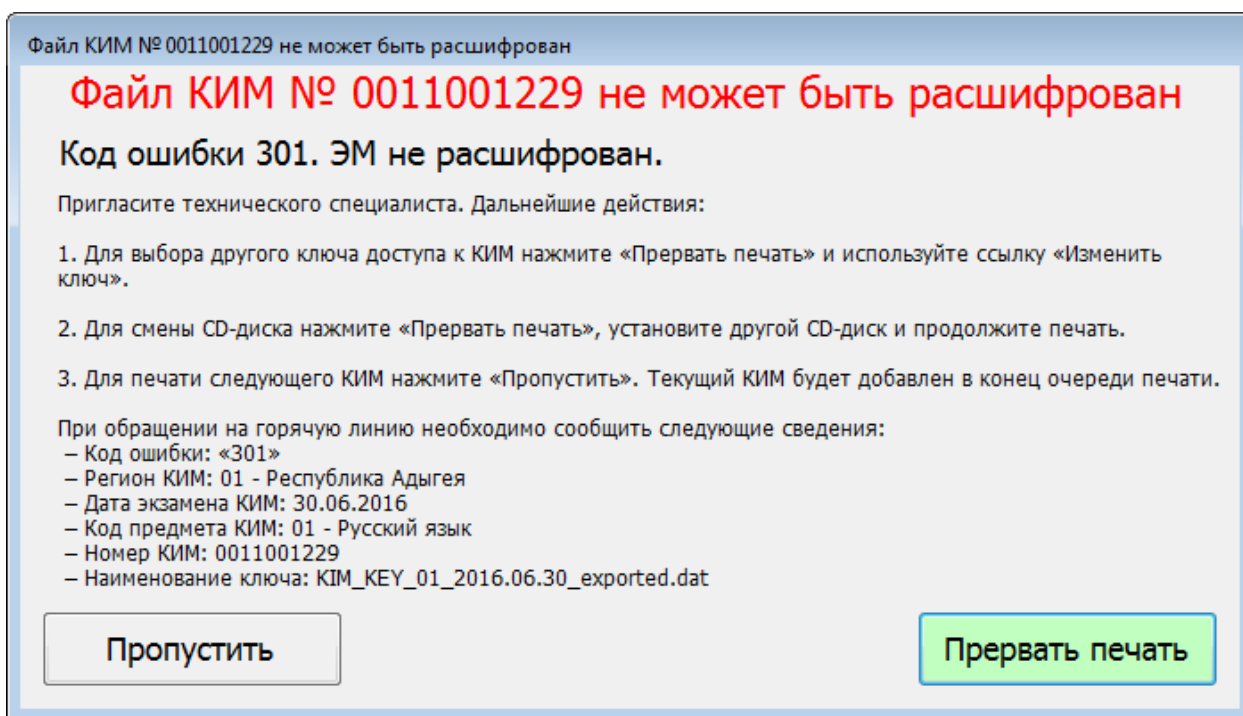 Файл КИМ № 0011001229 не может быть расшифрован
Файл КИМ № 0011001229 не может быть расшифрован
Код ошибки 301. ЭМ не расшифрован.
Пригласите технического специалиста. Дальнейшие действия:
1. Для выбора другого ключа доступа к КИМ нажмите «Прервать печать» и используйте ссылку «Изменить
ключ».
2. Для смены CD-диска нажмите «Прервать печать», установите другой CD-диск и продолжите печать.
3. Для печати следующего КИМ нажмите «Пропустить». Текущий КИМ будет добавлен в конец очереди печати.
При обращении на горячую линию необходимо сообщить следующие сведения:
– Код ошибки: «301»
– Регион КИМ: 01 - Республика Адыгея
– Дата экзамена КИМ: 30.06.2016
– Код предмета КИМ: 01 - Русский язык
– Номер КИМ: 0011001229
– Наименование ключа: KIM_KEY_01_2016.06.30_exported.dat
Пропустить
Прервать печать